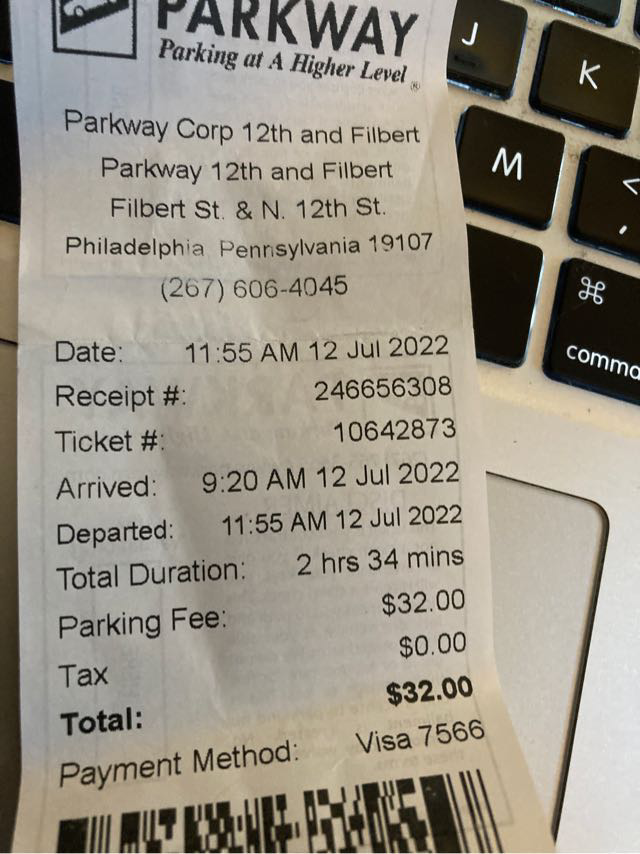 PARKWAY
Parking at A Higher Level®
Parkway Corp 12th and Filbert
Parkway 12th and Filbert
Filbert St. & N. 12th St.
Philadelphia Pennsylvania 19107
(267) 606-4045
Date: 11:55 AM 12 Jul 2022
Receipt #: 246656308
Ticket #: 10642873
Arrived: 9:20 AM 12 Jul 2022
Departed: 11:55 AM 12 Jul 2022
Total Duration: 2 hrs 34 mins
Parking Fee: $32.00
Tax $0.00
Total: $32.00
Payment Method: Visa 7566
J
K
M
<
,
⌘
comma